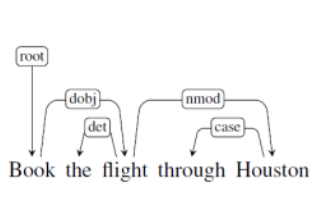 root
dobj nmod
det case
Book the flight through Houston